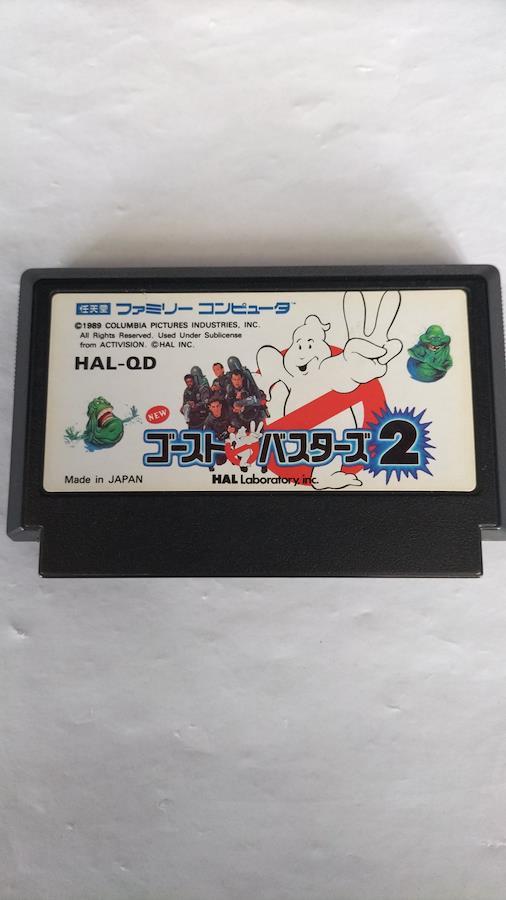 任天堂 ファミリー コンピュータ™
©1989 COLUMBIA PICTURES INDUSTRIES, INC.
All Rights Reserved. Used Under Sublicense
from ACTIVISION. ©HAL INC.
HAL-QD
NEW
ゴーストバスターズ2
Made in JAPAN
HAL Laboratory, inc.